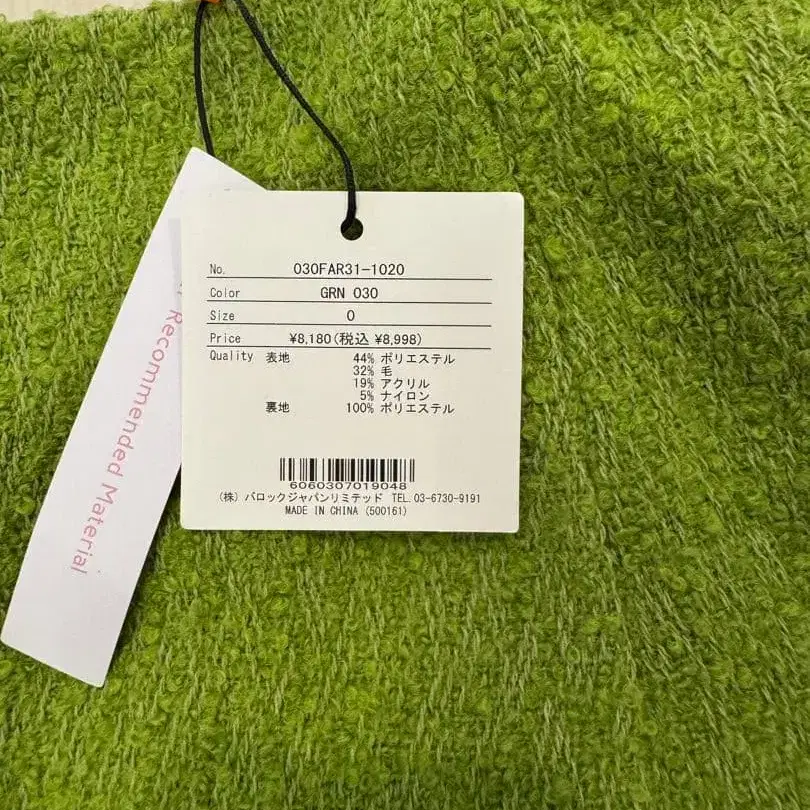 No. 030FAR31-1020
Color GRN 030
Size 0
Price ¥8,180(税込 ¥8,998)
Quality 表地 44% ポリエステル
32% 毛
19% アクリル
5% ナイロン
裏地 100% ポリエステル
6060307019048
(株) バロックジャパンリミテッド TEL.03-6730-9191
MADE IN CHINA (500161)
Recommended Material